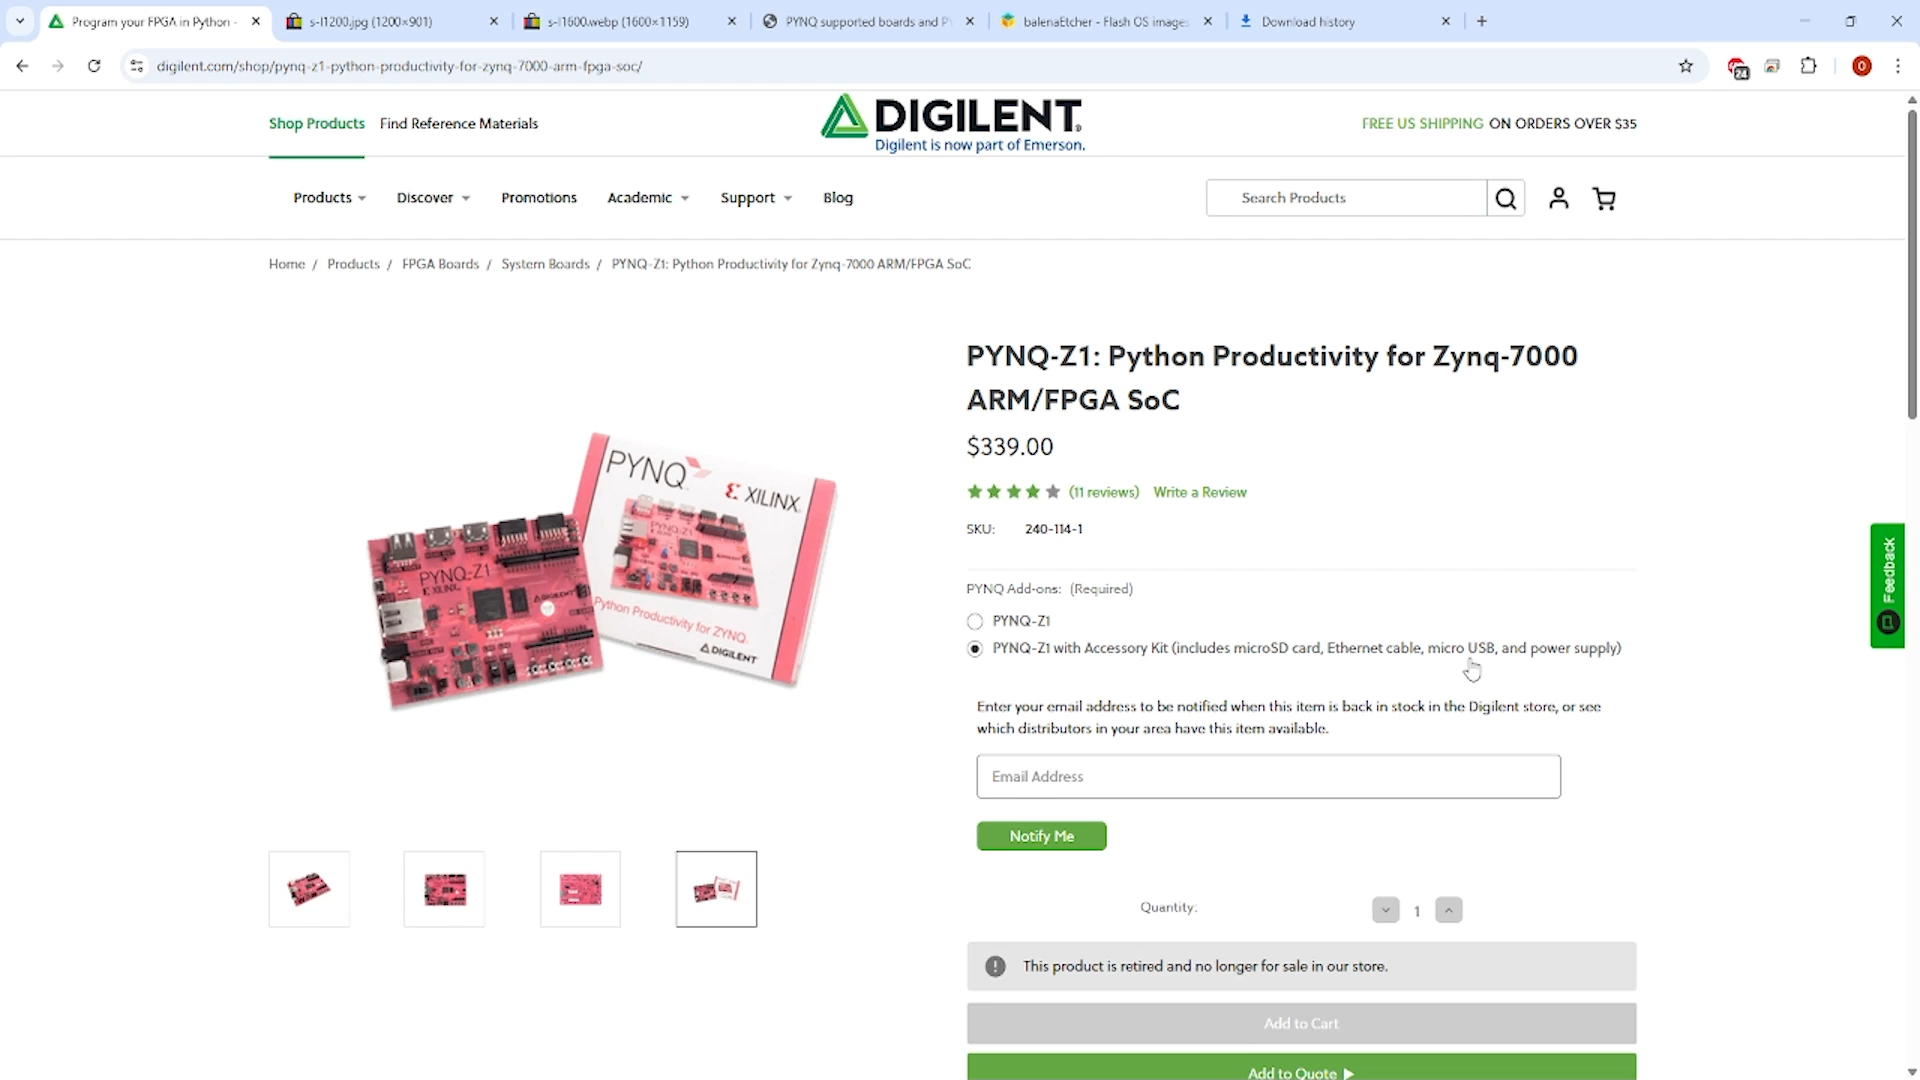 Program your FPGA in Python -
s-l1200.jpg (1200×901)
s-l1600.webp (1600×1159)
PYNQ supported boards and P
balenaEtcher - Flash OS images
Download history
digilent.com/shop/pynq-z1-python-productivity-for-zynq-7000-arm-fpga-soc/
24
O
Shop Products
Find Reference Materials
DIGILENT
Digilent is now part of Emerson.
FREE US SHIPPING ON ORDERS OVER $35
Products
Discover
Promotions
Academic
Support
Blog
Search Products
Home / Products / FPGA Boards / System Boards / PYNQ-Z1: Python Productivity for Zynq-7000 ARM/FPGA SoC
PYNQ-Z1: Python Productivity for Zynq-7000
ARM/FPGA SoC
$339.00
(11 reviews) Write a Review
SKU: 240-114-1
PYNQ Add-ons: (Required)
PYNQ-Z1
PYNQ-Z1 with Accessory Kit (includes microSD card, Ethernet cable, micro USB, and power supply)
Enter your email address to be notified when this item is back in stock in the Digilent store, or see
which distributors in your area have this item available.
Email Address
Notify Me
Quantity:
1
This product is retired and no longer for sale in our store.
Add to Cart
Add to Quote
Feedback
PYNQ
XILINX
PYNQ-Z1
Python Productivity for ZYNQ.
DIGILENT
PYNQ-Z1
XILINX
DIGILENT